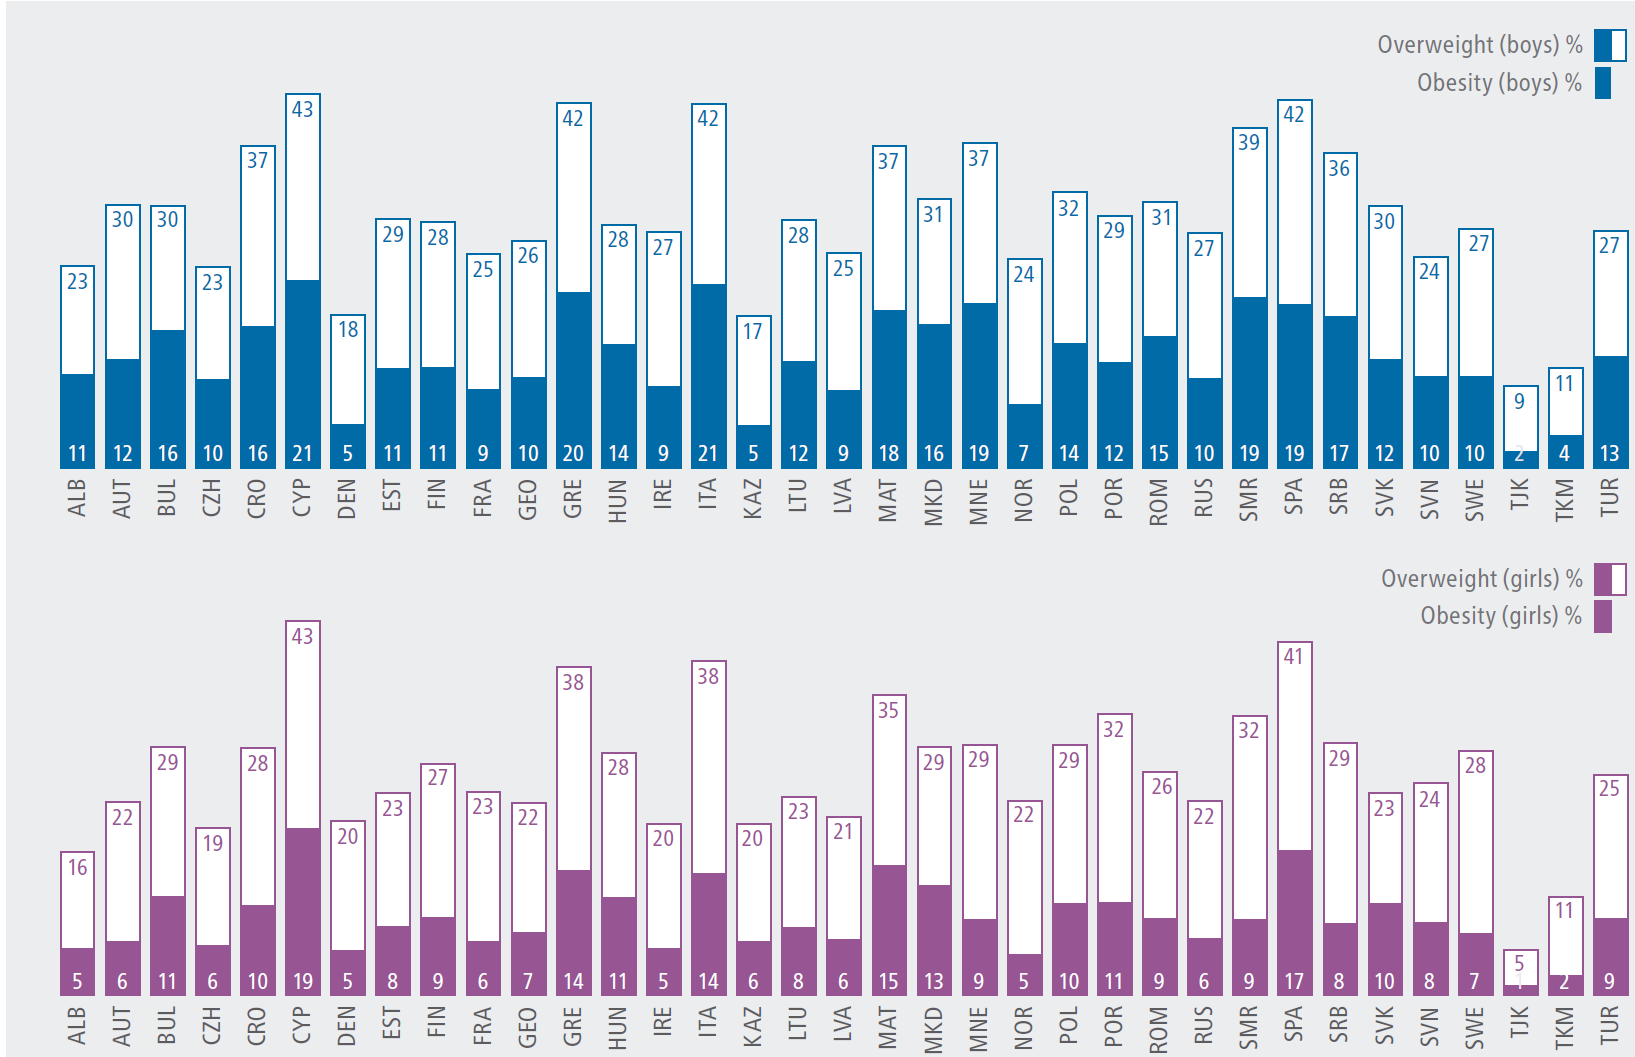 Overweight (boys) %
Obesity (boys) %
23 30 30 23 37 43 18 29 28 25 26 42 28 27 42 17 28 25 37 31 37 24 32 29 31 27 39 42 36 30 24 27 9 11 27
11 12 16 10 16 21 5 11 11 9 10 20 14 9 21 5 12 9 18 16 19 7 14 12 15 10 19 19 17 12 10 10 2 4 13
ALB AUT BUL CZH CRO CYP DEN EST FIN FRA GEO GRE HUN IRE ITA KAZ LTU LVA MAT MKD MNE NOR POL POR ROM RUS SMR SPA SRB SVK SVN SWE TJK TKM TUR
Overweight (girls) %
Obesity (girls) %
16 22 29 19 28 43 20 23 27 23 22 38 28 20 38 20 23 21 35 29 29 22 29 32 26 22 32 41 29 23 24 28 5 11 25
5 6 11 6 10 19 5 8 9 6 7 14 11 5 14 6 8 6 15 13 9 5 10 11 9 6 9 17 8 10 8 7 1 2 9
ALB AUT BUL CZH CRO CYP DEN EST FIN FRA GEO GRE HUN IRE ITA KAZ LTU LVA MAT MKD MNE NOR POL POR ROM RUS SMR SPA SRB SVK SVN SWE TJK TKM TUR